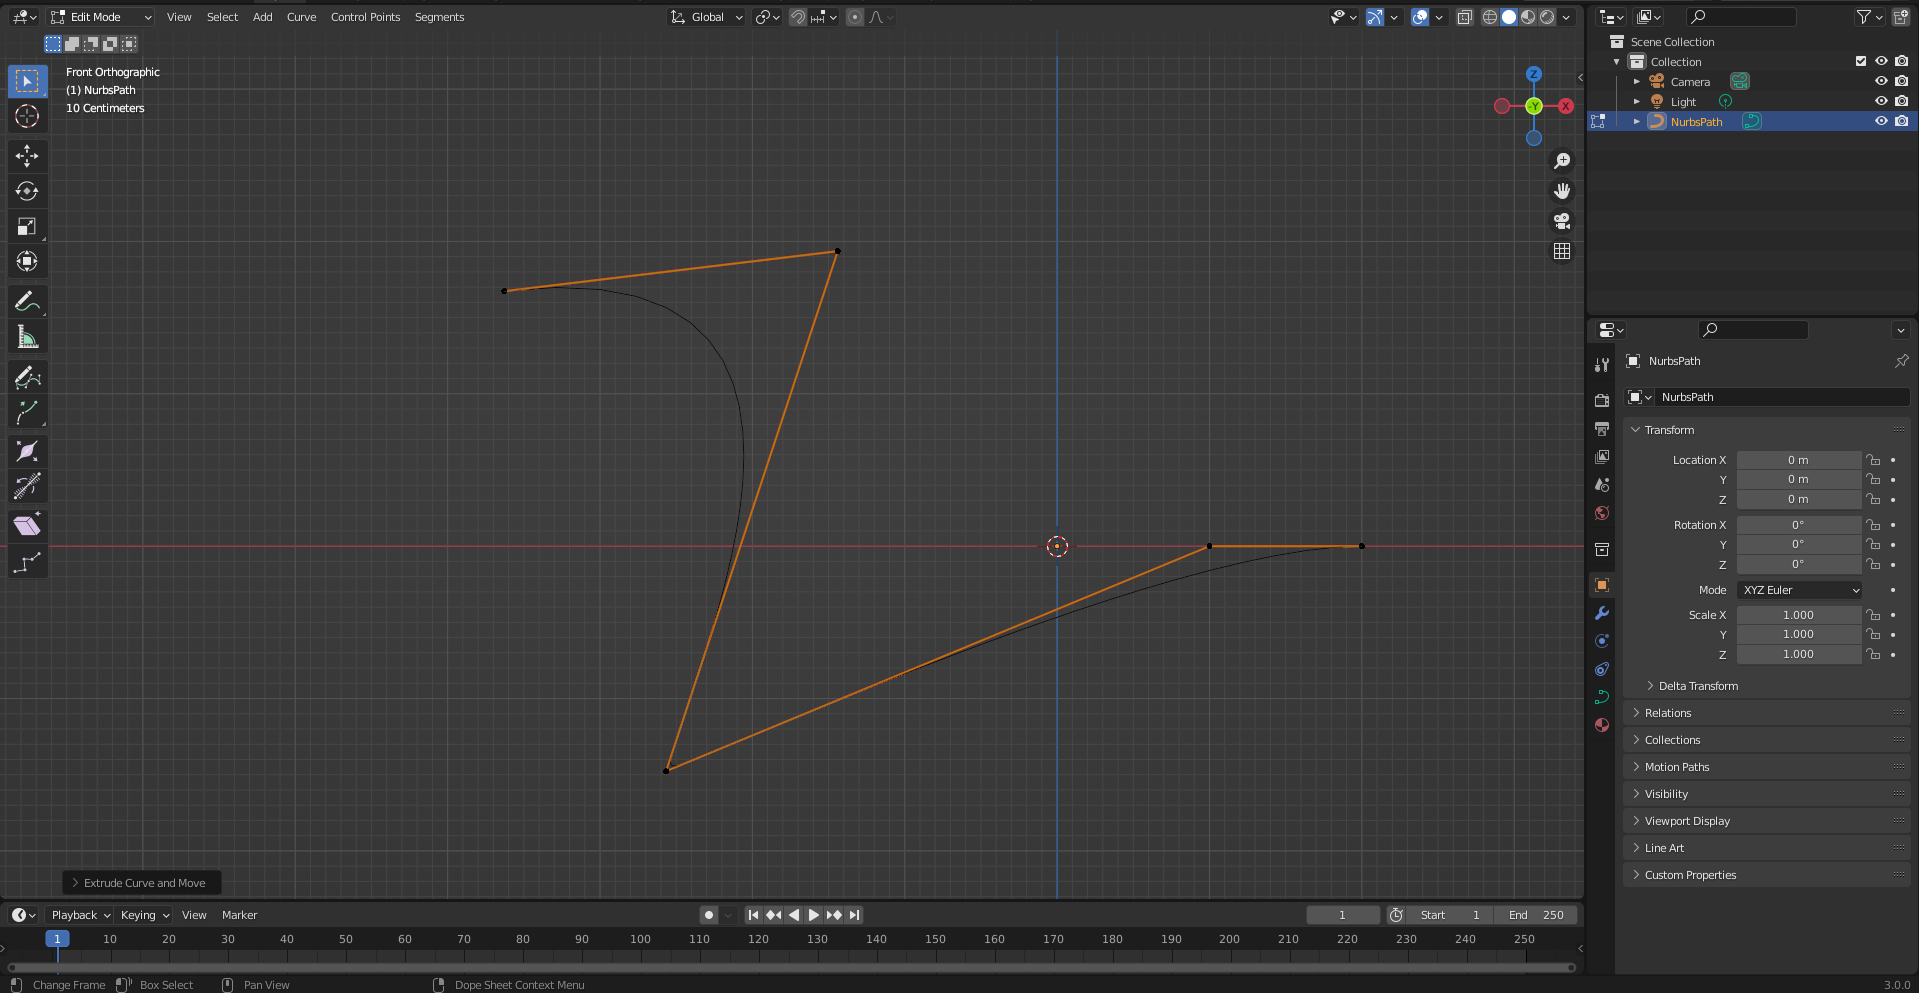 Edit Mode View Select Add Curve Control Points Segments Global
Front Orthographic
(1) NurbsPath
10 Centimeters
Z
-Y
X
Extrude Curve and Move
Scene Collection
Collection
Camera
Light
NurbsPath
NurbsPath
NurbsPath
Transform
Location X 0 m
Y 0 m
Z 0 m
Rotation X 0°
Y 0°
Z 0°
Mode XYZ Euler
Scale X 1.000
Y 1.000
Z 1.000
Delta Transform
Relations
Collections
Motion Paths
Visibility
Viewport Display
Line Art
Custom Properties
Playback Keying View Marker 1 Start 1 End 250
1 10 20 30 40 50 60 70 80 90 100 110 120 130 140 150 160 170 180 190 200 210 220 230 240 250
Change Frame Box Select Pan View Dope Sheet Context Menu 3.0.0